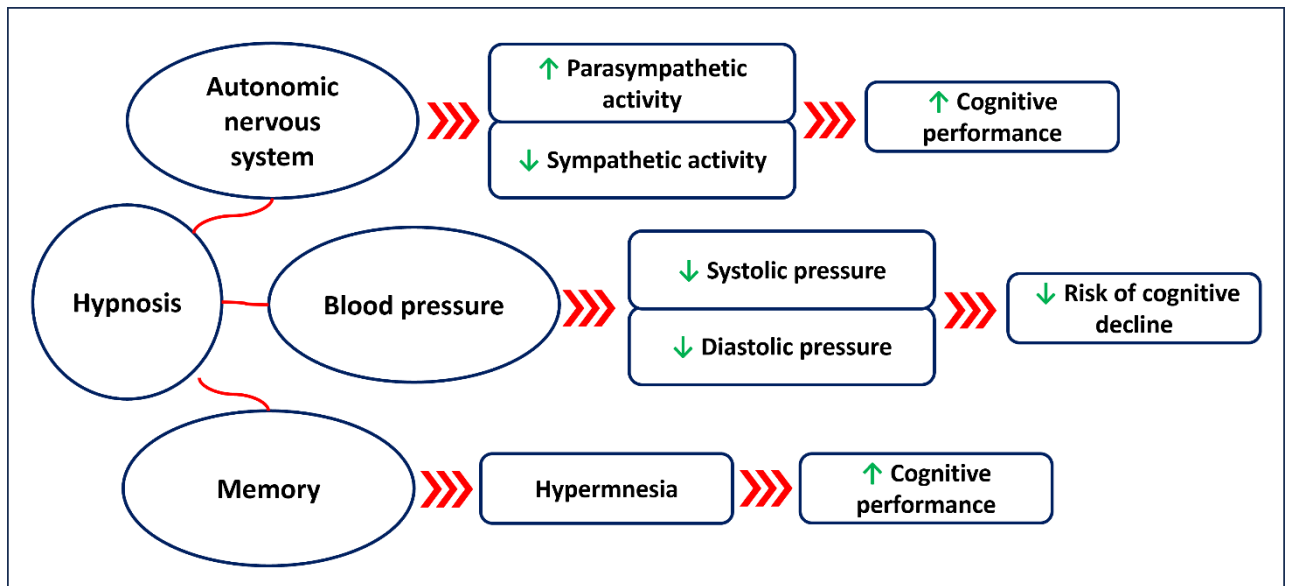 Autonomic
nervous
system
↑ Parasympathetic
activity
↓ Sympathetic activity
↑ Cognitive
performance
Hypnosis
Blood pressure
↓ Systolic pressure
↓ Diastolic pressure
↓ Risk of cognitive
decline
Memory
Hypermnesia
↑ Cognitive
performance